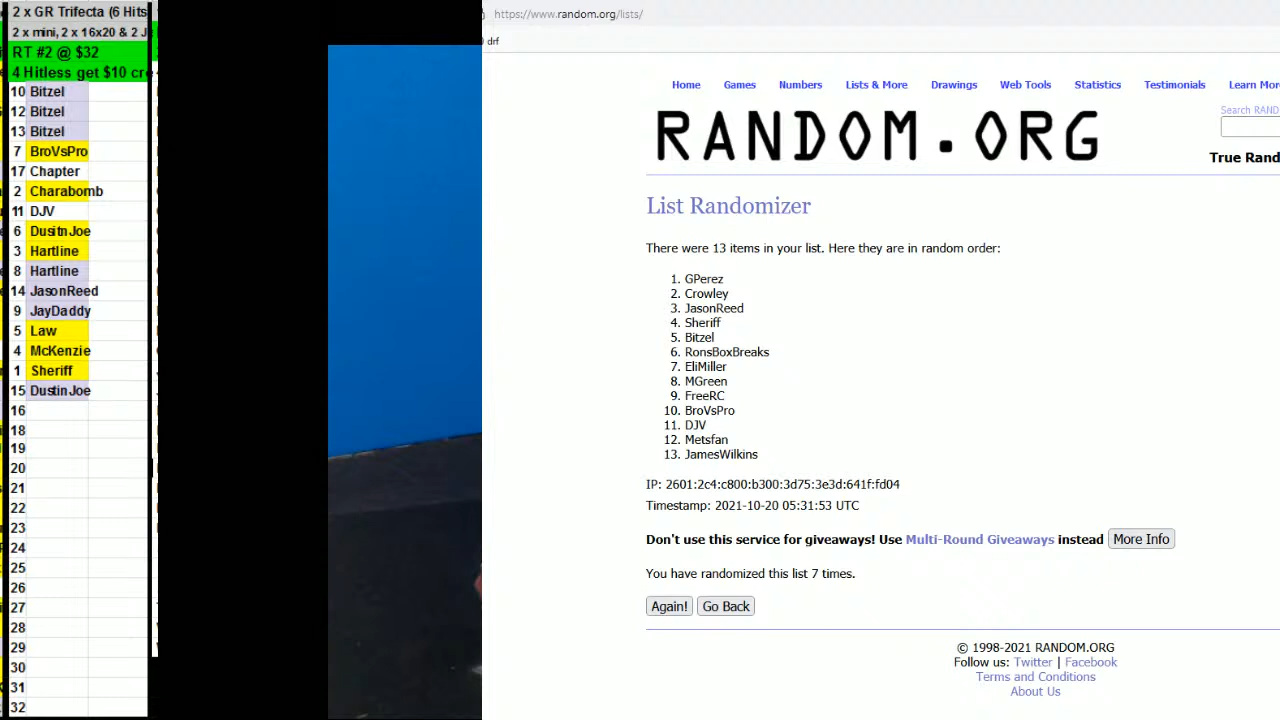 2 x GR Trifecta (6 Hits
2 x mini, 2 x 16x20 & 2 J
RT #2 @ $32
4 Hitless get $10 cre
10 Bitzel
12 Bitzel
13 Bitzel
7 BroVsPro
17 Chapter
2 Charabomb
11 DJV
6 DusitnJoe
3 Hartline
8 Hartline
14 JasonReed
9 JayDaddy
5 Law
4 McKenzie
1 Sheriff
15 DustinJoe
16
18
19
20
21
22
23
24
25
26
27
28
29
30
31
32
https://www.random.org/lists/
drf
Home Games Numbers Lists & More Drawings Web Tools Statistics Testimonials Learn Mor
RANDOM.ORG
Search RAND
True Rand
List Randomizer
There were 13 items in your list. Here they are in random order:
1. GPerez
2. Crowley
3. JasonReed
4. Sheriff
5. Bitzel
6. RonsBoxBreaks
7. EliMiller
8. MGreen
9. FreeRC
10. BroVsPro
11. DJV
12. Metsfan
13. JamesWilkins
IP: 2601:2c4:c800:b300:3d75:3e3d:641f:fd04
Timestamp: 2021-10-20 05:31:53 UTC
Don't use this service for giveaways! Use Multi-Round Giveaways instead More Info
You have randomized this list 7 times.
Again! Go Back
© 1998-2021 RANDOM.ORG
Follow us: Twitter | Facebook
Terms and Conditions
About Us